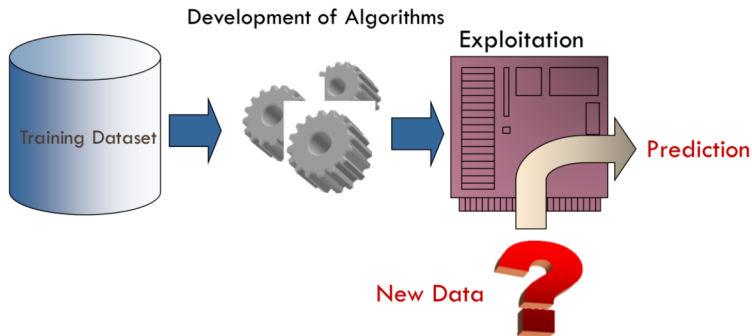 Development of Algorithms
Exploitation
Training Dataset
Prediction
New Data
?